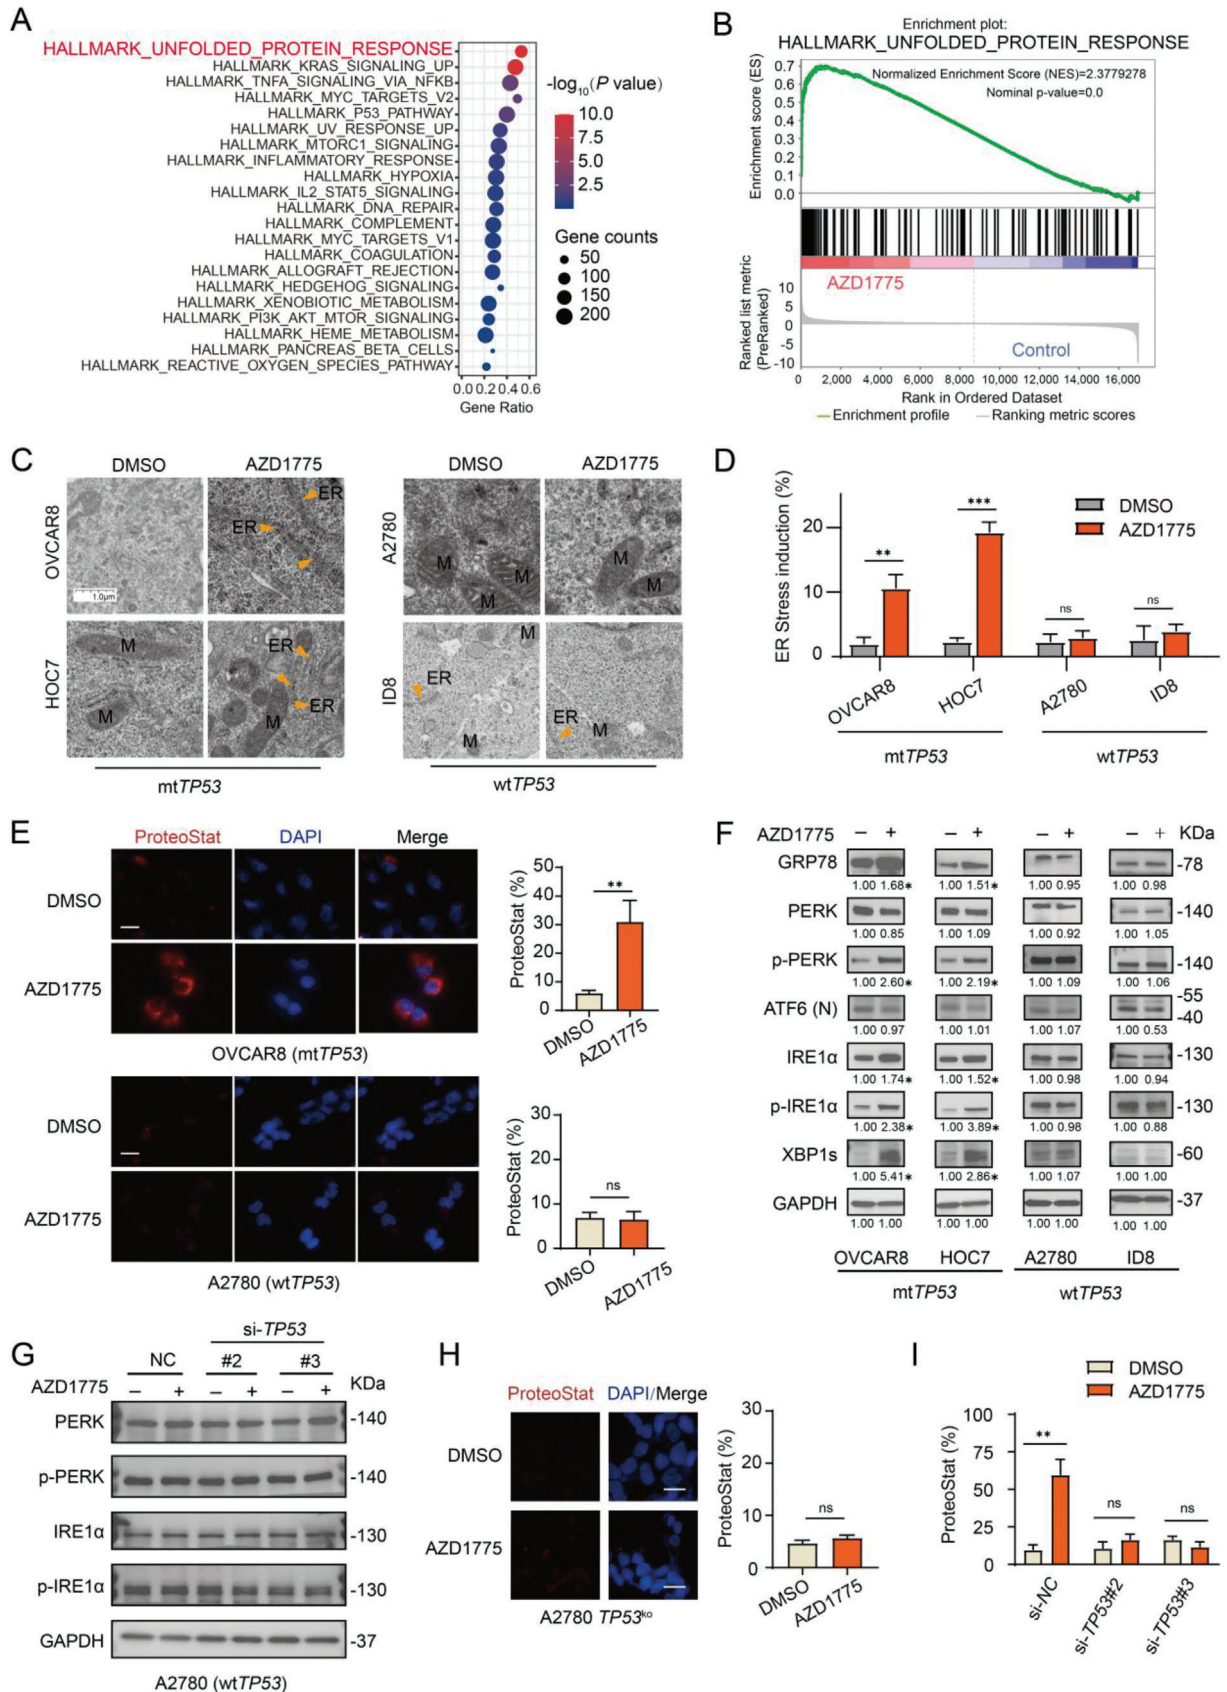 A
HALLMARK_UNFOLDED_PROTEIN_RESPONSE
HALLMARK_KRAS_SIGNALING_UP
HALLMARK_TNFA_SIGNALING_VIA_NFKB
HALLMARK_MYC_TARGETS_V2
HALLMARK_P53_PATHWAY
HALLMARK_UV_RESPONSE_UP
HALLMARK_MTORC1_SIGNALING
HALLMARK_INFLAMMATORY_RESPONSE
HALLMARK_HYPOXIA
HALLMARK_IL2_STAT5_SIGNALING
HALLMARK_DNA_REPAIR
HALLMARK_COMPLEMENT
HALLMARK_MYC_TARGETS_V1
HALLMARK_COAGULATION
HALLMARK_ALLOGRAFT_REJECTION
HALLMARK_HEDGEHOG_SIGNALING
HALLMARK_XENOBIOTIC_METABOLISM
HALLMARK_PI3K_AKT_MTOR_SIGNALING
HALLMARK_HEME_METABOLISM
HALLMARK_PANCREAS_BETA_CELLS
HALLMARK_REACTIVE_OXYGEN_SPECIES_PATHWAY
0.0 0.2 0.4 0.6
Gene Ratio
-log10(P value)
10.0
7.5
5.0
2.5
Gene counts
50
100
150
200
B
Enrichment plot:
HALLMARK_UNFOLDED_PROTEIN_RESPONSE
Normalized Enrichment Score (NES)=2.3779278
Nominal p-value=0.0
Enrichment score (ES)
0.7
0.6
0.5
0.4
0.3
0.2
0.1
0.0
AZD1775
Control
Ranked list metric
(PreRanked)
10
5
0
-5
-10
0 2,000 4,000 6,000 8,000 10,000 12,000 14,000 16,000
Rank in Ordered Dataset
Enrichment profile
Ranking metric scores
C
DMSO AZD1775 DMSO AZD1775
OVCAR8
1.0μm
ER
ER
A2780
M
M
M
M
M
HOC7
M
M
ER
ER
M
ID8
M
ER
M
ER
M
mtTP53
wtTP53
D
ER Stress induction (%)
20
10
0
DMSO
AZD1775
**
***
ns
ns
OVCAR8 HOC7 A2780 ID8
mtTP53 wtTP53
E
ProteoStat DAPI Merge
DMSO
AZD1775
OVCAR8 (mtTP53)
DMSO
AZD1775
A2780 (wtTP53)
ProteoStat (%)
50
40
30
20
10
0
**
DMSO AZD1775
ProteoStat (%)
30
20
10
0
ns
DMSO AZD1775
F
AZD1775 − + − + − + − + KDa
GRP78 -78
1.00 1.68* 1.00 1.51* 1.00 0.95 1.00 0.98
PERK -140
1.00 0.85 1.00 1.09 1.00 0.92 1.00 1.05
p-PERK -140
1.00 2.60* 1.00 2.19* 1.00 1.09 1.00 1.06
ATF6 (N) -55
-40
1.00 0.97 1.00 1.01 1.00 1.07 1.00 0.53
IRE1α -130
1.00 1.74* 1.00 1.52* 1.00 0.98 1.00 0.94
p-IRE1α -130
1.00 2.38* 1.00 3.89* 1.00 0.98 1.00 0.88
XBP1s -60
1.00 5.41* 1.00 2.86* 1.00 1.07 1.00 1.00
GAPDH -37
1.00 1.00 1.00 1.00 1.00 1.00 1.00 1.00
OVCAR8 HOC7 A2780 ID8
mtTP53 wtTP53
G
si-TP53
NC #2 #3
AZD1775 − + − + − + KDa
PERK -140
p-PERK -140
IRE1α -130
p-IRE1α -130
GAPDH -37
A2780 (wtTP53)
H
ProteoStat DAPI/Merge
DMSO
AZD1775
A2780 TP53ko
ProteoStat (%)
30
20
10
0
ns
DMSO AZD1775
I
DMSO
AZD1775
ProteoStat (%)
100
75
50
25
0
**
ns
ns
si-NC si-TP53#2 si-TP53#3